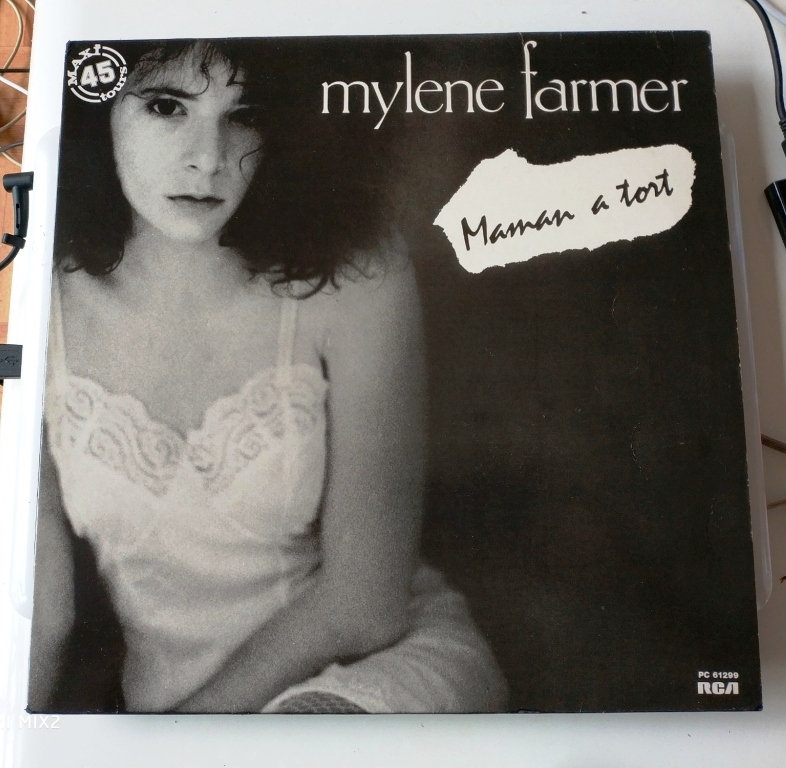 MAXI
45
tours
mylene farmer
Maman a tort
PC 61299
RCA
MIX2